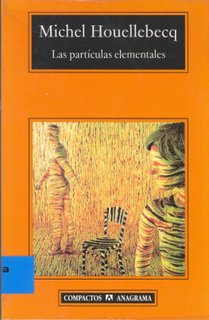 Michel Houellebecq
Las partículas elementales
a
COMPACTOS ANAGRAMA